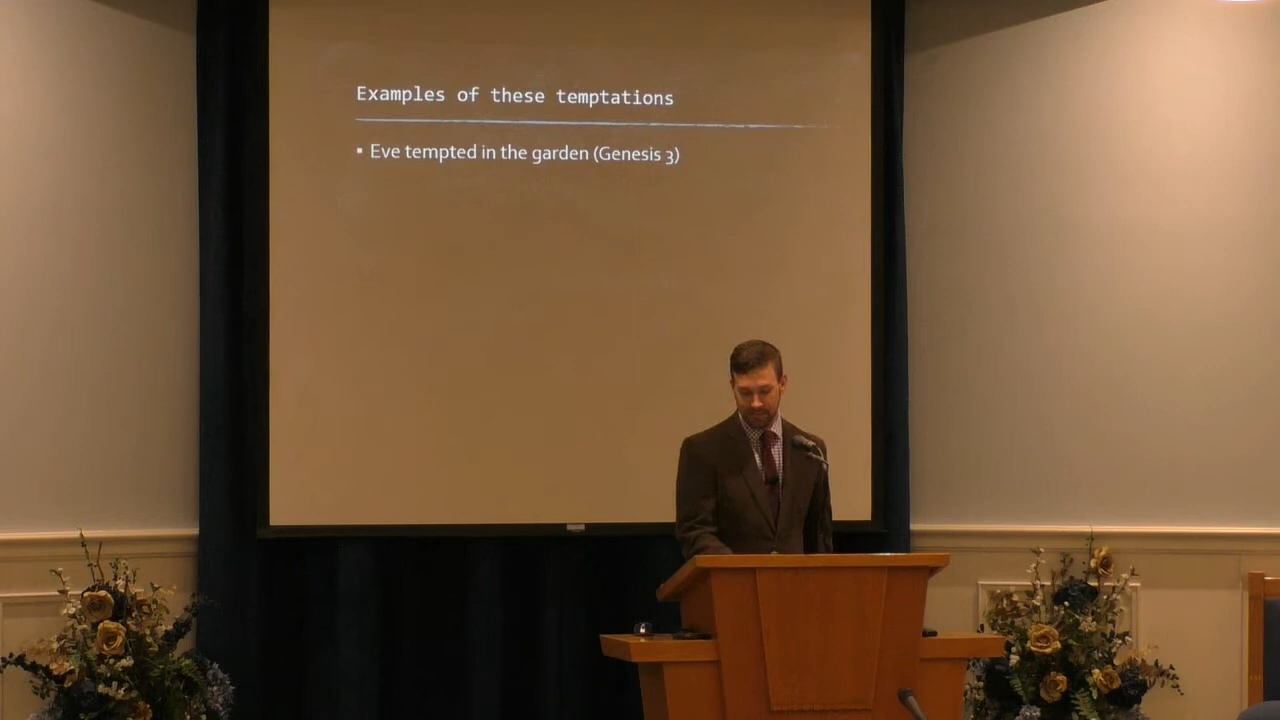 Examples of these temptations
▪ Eve tempted in the garden (Genesis 3)